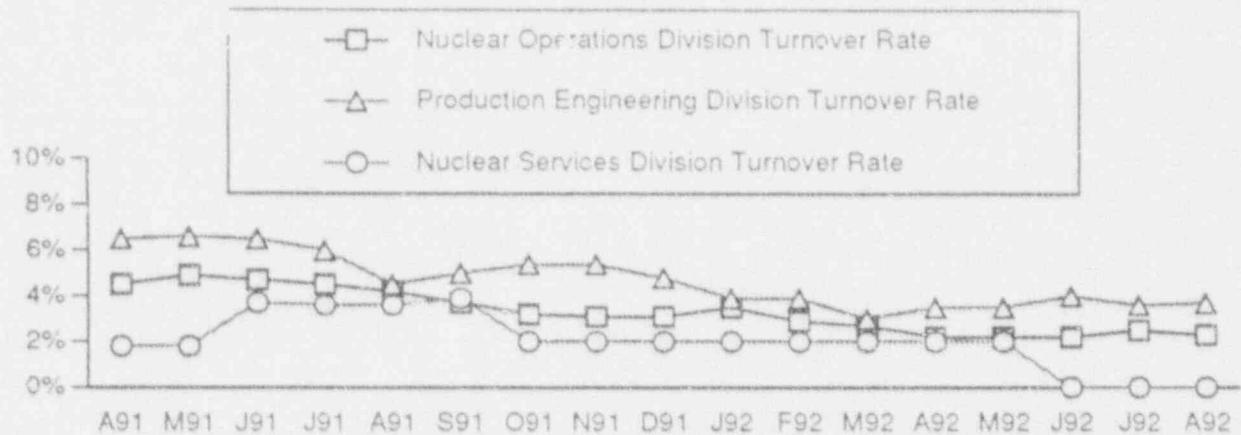 Nuclear Operations Division Turnover Rate
Production Engineering Division Turnover Rate
Nuclear Services Division Turnover Rate
10%
8%
6%
4%
2%
0%
A91 M91 J91 J91 A91 S91 O91 N91 D91 J92 F92 M92 A92 M92 J92 J92 A92